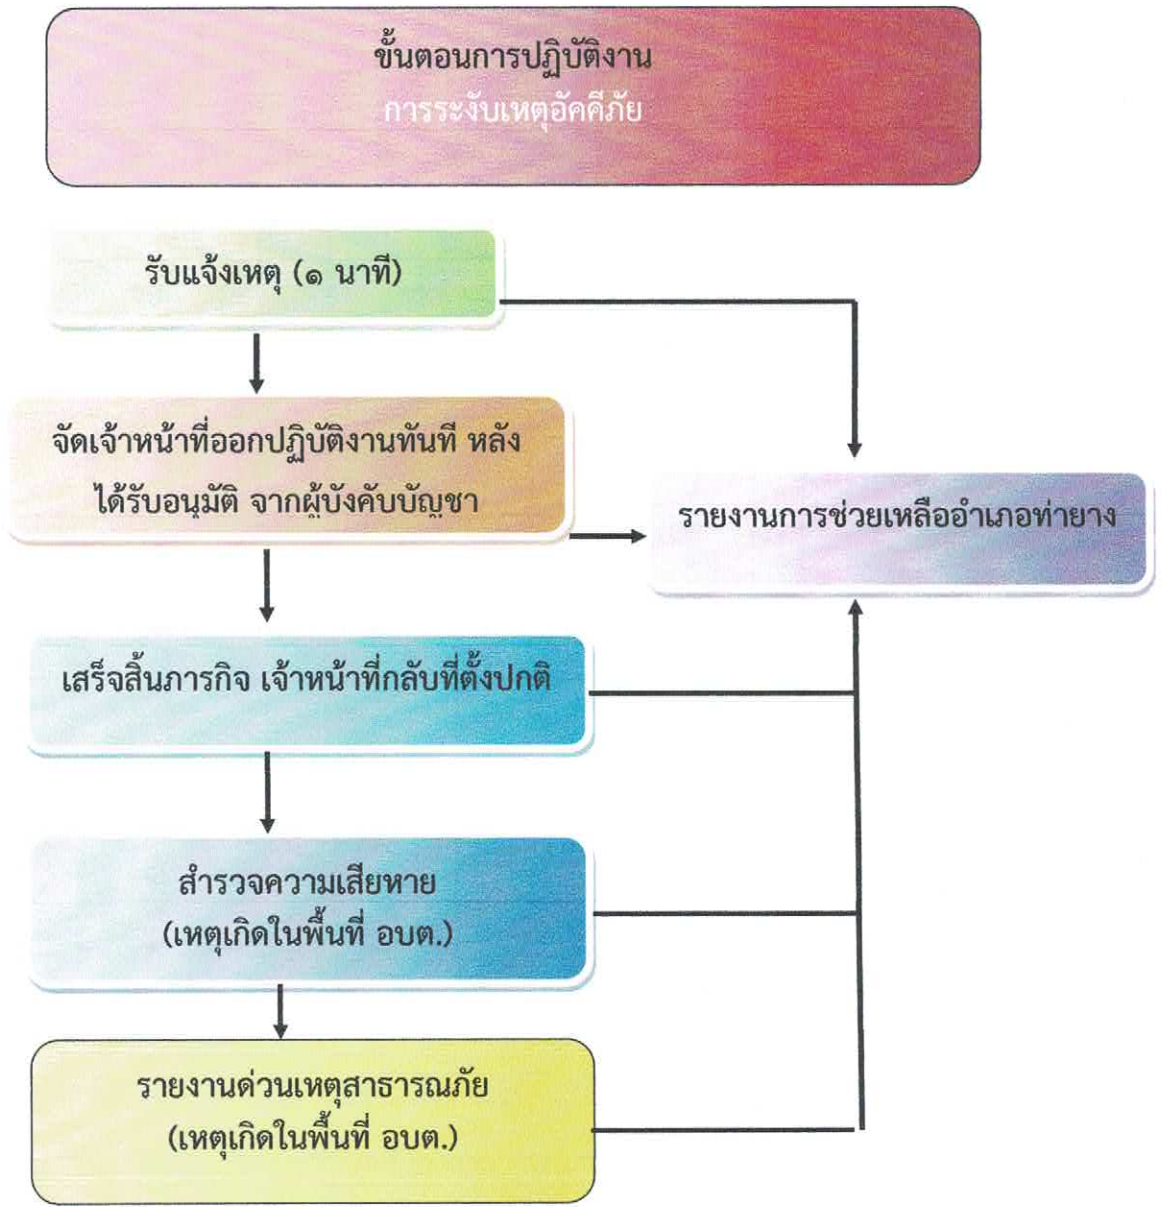 ขั้นตอนการปฏิบัติงาน
การระงับเหตุอัคคีภัย
รับแจ้งเหตุ (๑ นาที)
จัดเจ้าหน้าที่ออกปฏิบัติงานทันที หลัง
ได้รับอนุมัติ จากผู้บังคับบัญชา
รายงานการช่วยเหลืออำเภอท่ายาง
เสร็จสิ้นภารกิจ เจ้าหน้าที่กลับที่ตั้งปกติ
สำรวจความเสียหาย
(เหตุเกิดในพื้นที่ อบต.)
รายงานด่วนเหตุสาธารณภัย
(เหตุเกิดในพื้นที่ อบต.)